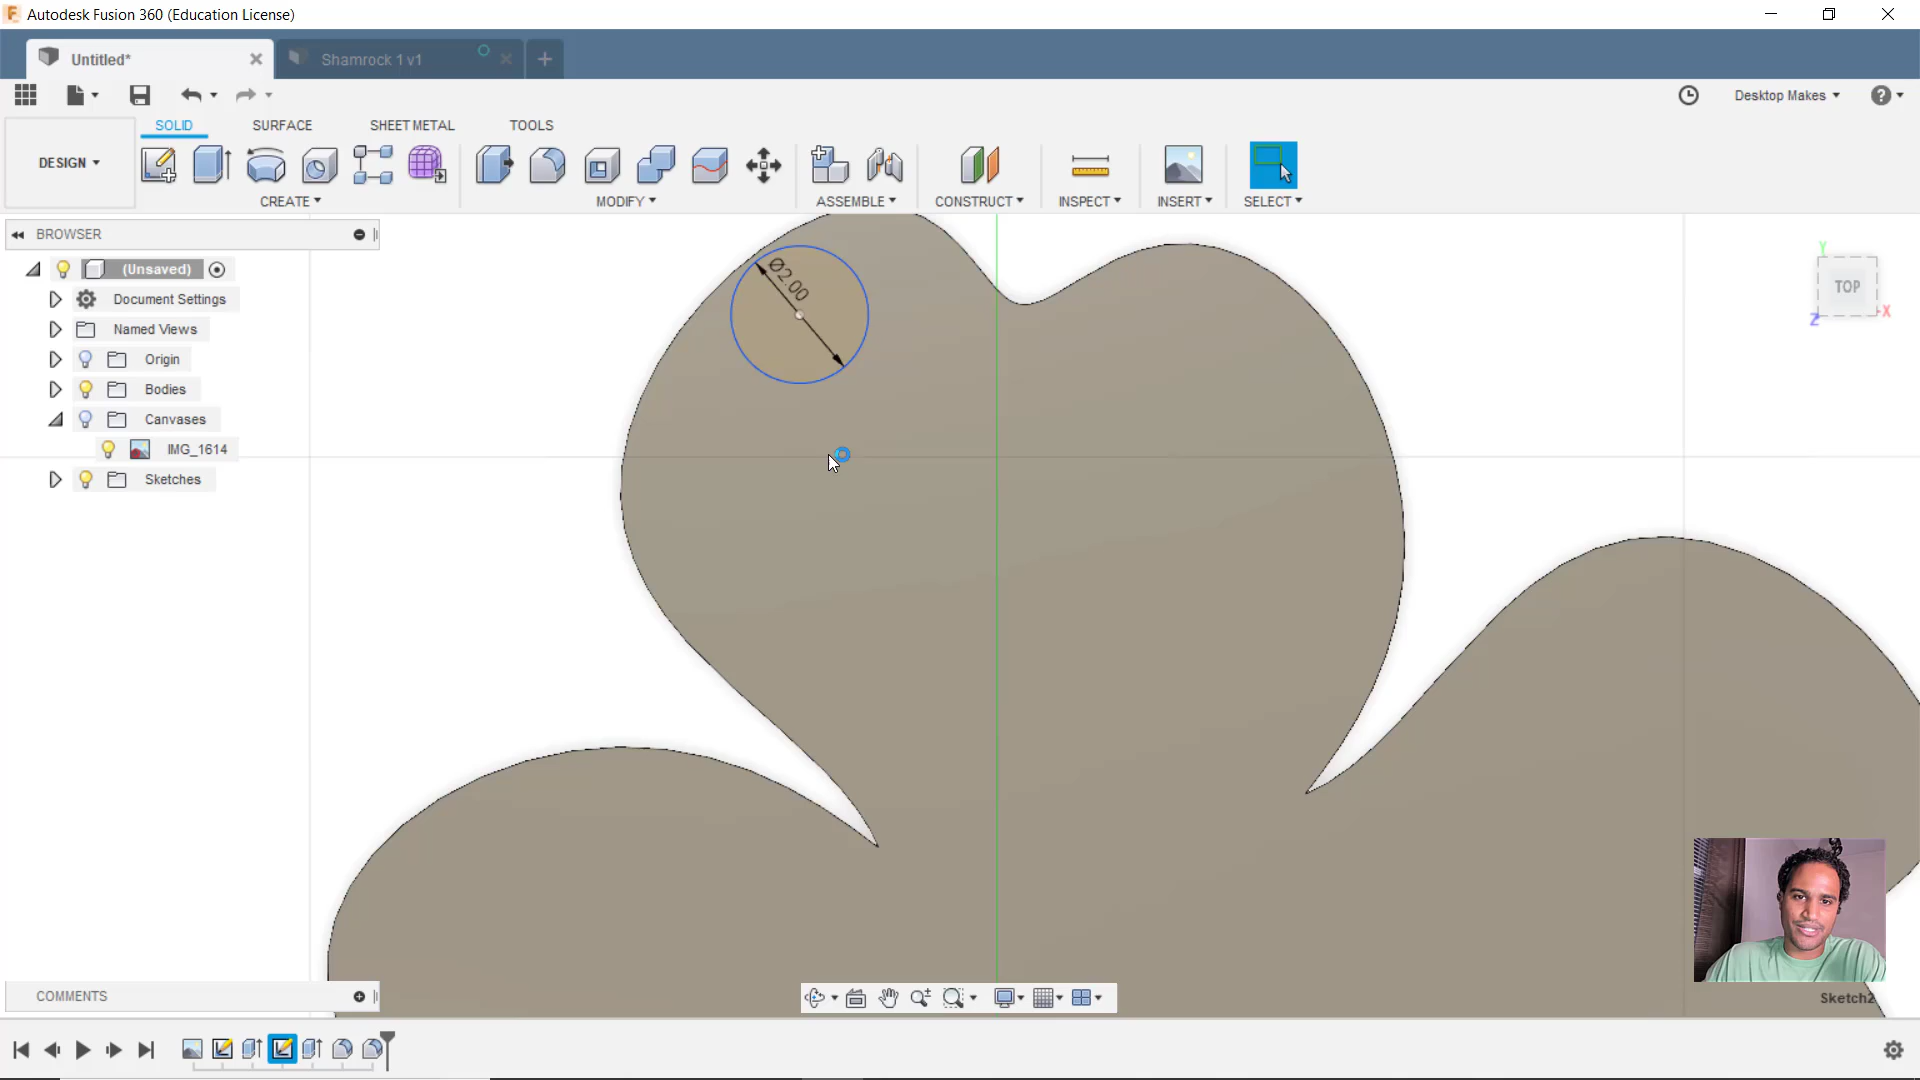 Autodesk Fusion 360 (Education License)
Untitled*
Shamrock 1 v1
Desktop Makes
DESIGN
SOLID
SURFACE
SHEET METAL
TOOLS
CREATE
MODIFY
ASSEMBLE
CONSTRUCT
INSPECT
INSERT
SELECT
BROWSER
(Unsaved)
Document Settings
Named Views
Origin
Bodies
Canvases
IMG_1614
Sketches
Ø2.00
Y
TOP
X
Z
COMMENTS
Sketch2